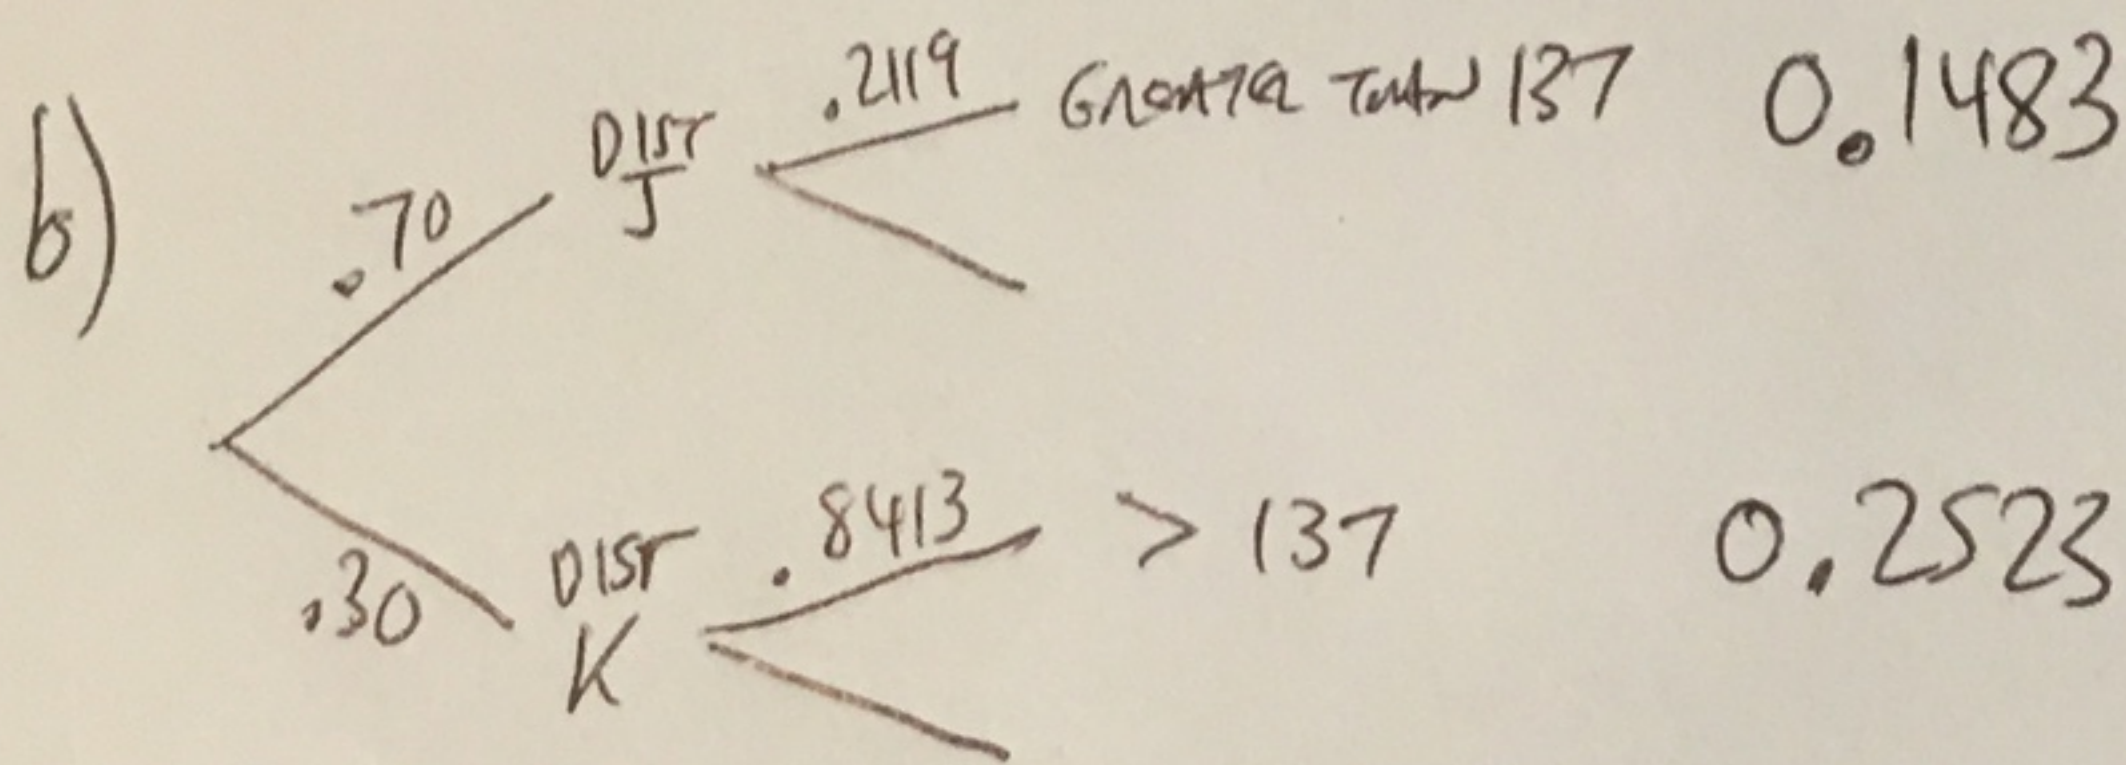 b)
.70
DIST
J
.2119
GREATER THAN 137
0.1483
.30
DIST
K
.8413
> 137
0.2523